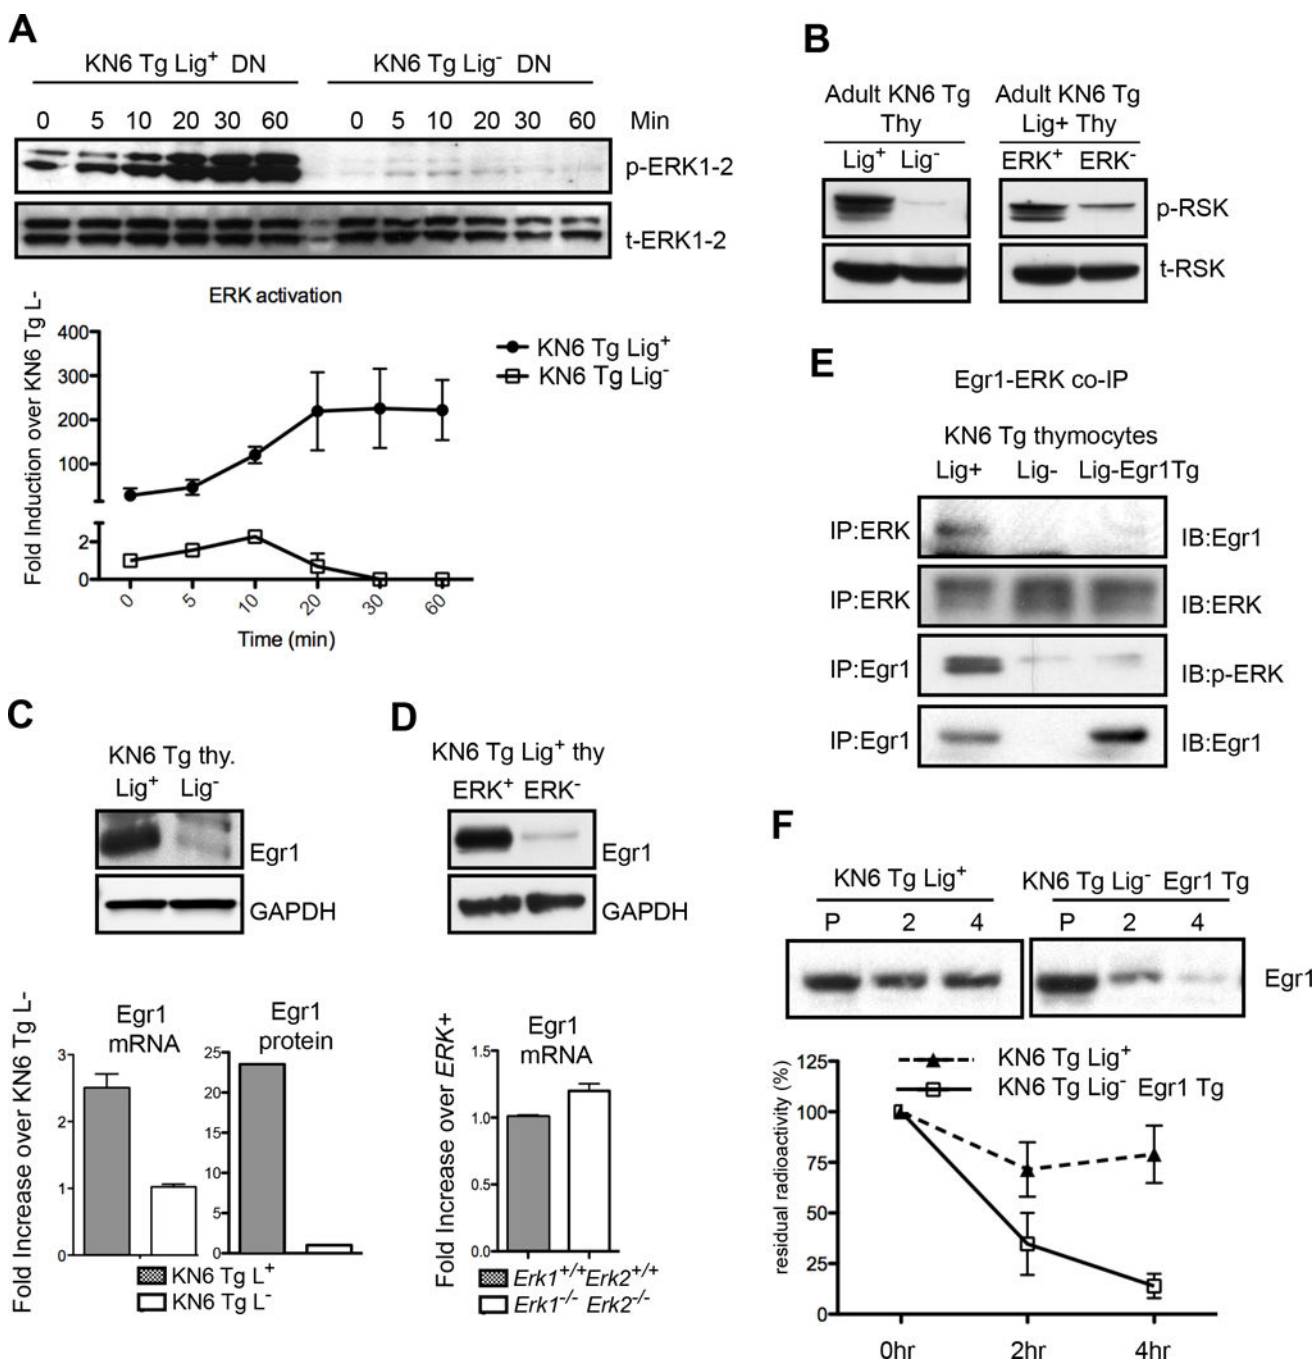 A
KN6 Tg Lig+ DN
KN6 Tg Lig- DN
0 5 10 20 30 60 0 5 10 20 30 60 Min
p-ERK1-2
t-ERK1-2
ERK activation
Fold Induction over KN6 Tg L-
400
300
200
100
2
0
0 5 10 20 30 60
Time (min)
KN6 Tg Lig+
KN6 Tg Lig-
B
Adult KN6 Tg
Thy
Lig+ Lig-
Adult KN6 Tg
Lig+ Thy
ERK+ ERK-
p-RSK
t-RSK
E
Egr1-ERK co-IP
KN6 Tg thymocytes
Lig+ Lig- Lig-Egr1Tg
IP:ERK IB:Egr1
IP:ERK IB:ERK
IP:Egr1 IB:p-ERK
IP:Egr1 IB:Egr1
C
KN6 Tg thy.
Lig+ Lig-
Egr1
GAPDH
Fold Increase over KN6 Tg L-
Egr1
mRNA
3
2
1
0
Egr1
protein
25
20
15
10
5
0
KN6 Tg L+
KN6 Tg L-
D
KN6 Tg Lig+ thy
ERK+ ERK-
Egr1
GAPDH
Fold Increase over ERK+
Egr1
mRNA
1.5
1.0
0.5
0.0
Erk1+/+Erk2+/+
Erk1-/- Erk2-/-
F
KN6 Tg Lig+
P 2 4
KN6 Tg Lig- Egr1 Tg
P 2 4
Egr1
KN6 Tg Lig+
KN6 Tg Lig- Egr1 Tg
residual radioactivity (%)
125
100
75
50
25
0
0hr 2hr 4hr